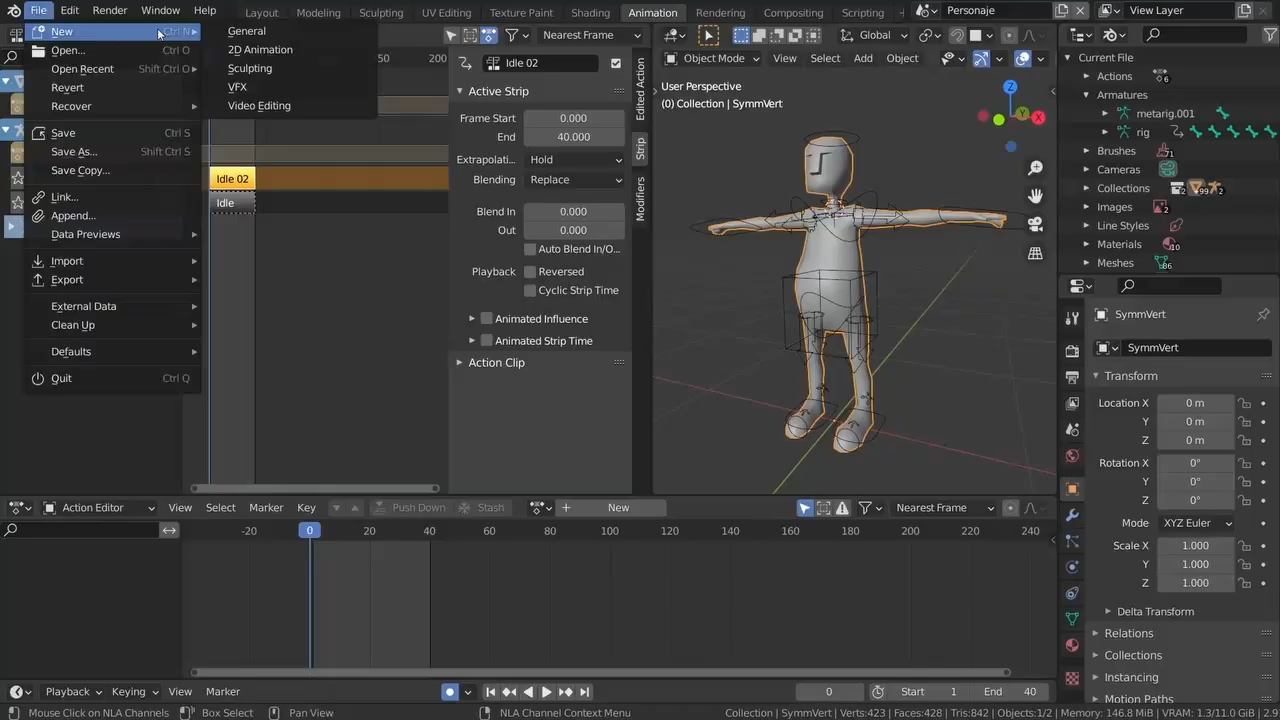 File Edit Render Window Help Layout Modeling Sculpting UV Editing Texture Paint Shading Animation Rendering Compositing Scripting Personaje View Layer
New Ctrl N
General
Nearest Frame
Global
Open... Ctrl O
2D Animation
50
200
Idle 02
Object Mode View Select Add Object
Current File
Open Recent Shift Ctrl O
Sculpting
Actions
6
Revert
VFX
Active Strip
User Perspective
Armatures
Recover
Video Editing
(0) Collection | SymmVert
metarig.001
Frame Start 0.000
rig
Save Ctrl S
End 40.000
Brushes
71
Save As... Shift Ctrl S
Extrapolati.. Hold
Cameras
Save Copy...
Idle 02
Blending Replace
Collections
2
99
2
Link...
Idle
Images
2
Append...
Blend In 0.000
Line Styles
Data Previews
Out 0.000
Materials
10
Import
Auto Blend In/O...
Meshes
86
Export
Playback Reversed
Cyclic Strip Time
External Data
Animated Influence
SymmVert
Clean Up
Animated Strip Time
SymmVert
Defaults
Action Clip
Transform
Quit Ctrl Q
Edited Action
Strip
Modifiers
Z
Y
X
Location X 0 m
Y 0 m
Z 0 m
Rotation X 0°
Y 0°
Z 0°
Mode XYZ Euler
Scale X 1.000
Y 1.000
Z 1.000
Delta Transform
Relations
Collections
Instancing
Motion Paths
Action Editor View Select Marker Key Push Down Stash New Nearest Frame
-20 0 20 40 60 80 100 120 140 160 180 200 220 240
Playback Keying View Marker 0 Start 1 End 40
Mouse Click on NLA Channels Box Select Pan View NLA Channel Context Menu Collection | SymmVert | Verts:423 | Faces:428 | Tris:842 | Objects:1/2 | Memory: 146.8 MiB | VRAM: 1.3/11.0 GiB | 2.9